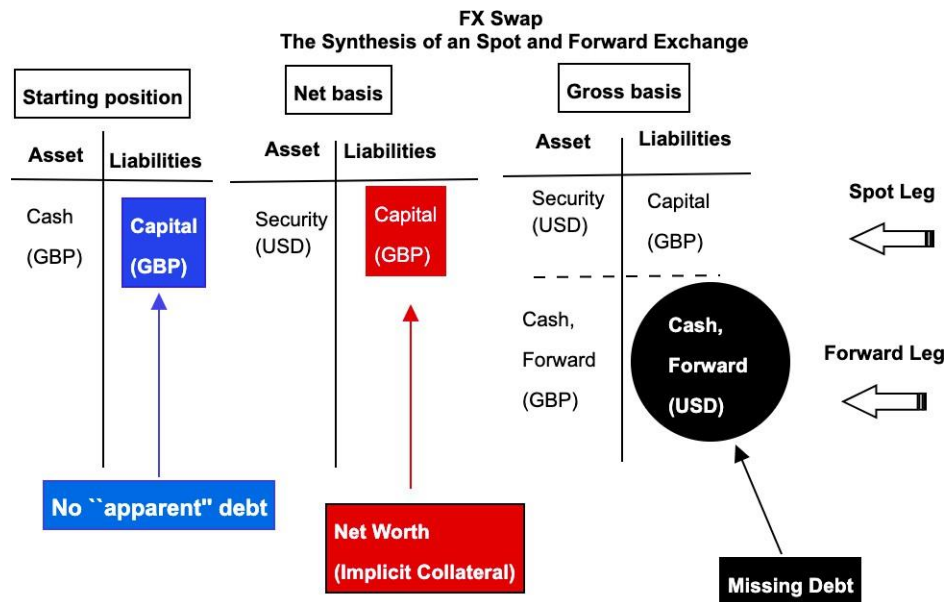 FX Swap
The Synthesis of an Spot and Forward Exchange
Starting position
Net basis
Gross basis
Asset
Liabilities
Cash
(GBP)
Capital
(GBP)
No ``apparent" debt
Asset
Liabilities
Security
(USD)
Capital
(GBP)
Net Worth
(Implicit Collateral)
Asset
Liabilities
Security
(USD)
Capital
(GBP)
Cash,
Forward
(GBP)
Cash,
Forward
(USD)
Missing Debt
Spot Leg
Forward Leg